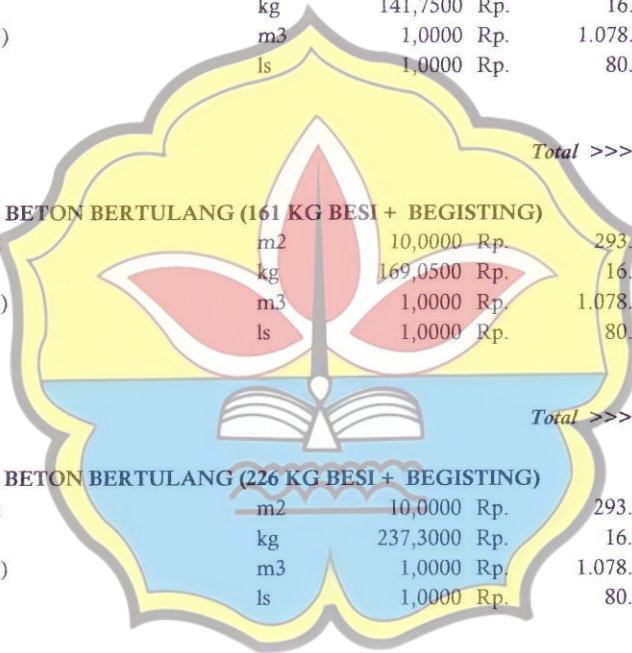 kg 141,7500 Rp. 16.
) m3 1,0000 Rp. 1.078.
ls 1,0000 Rp. 80.
Total >>>
BETON BERTULANG (161 KG BESI + BEGISTING)
m2 10,0000 Rp. 293.
kg 169,0500 Rp. 16.
) m3 1,0000 Rp. 1.078.
ls 1,0000 Rp. 80.
Total >>>
BETON BERTULANG (226 KG BESI + BEGISTING)
m2 10,0000 Rp. 293.
kg 237,3000 Rp. 16.
) m3 1,0000 Rp. 1.078.
ls 1,0000 Rp. 80.